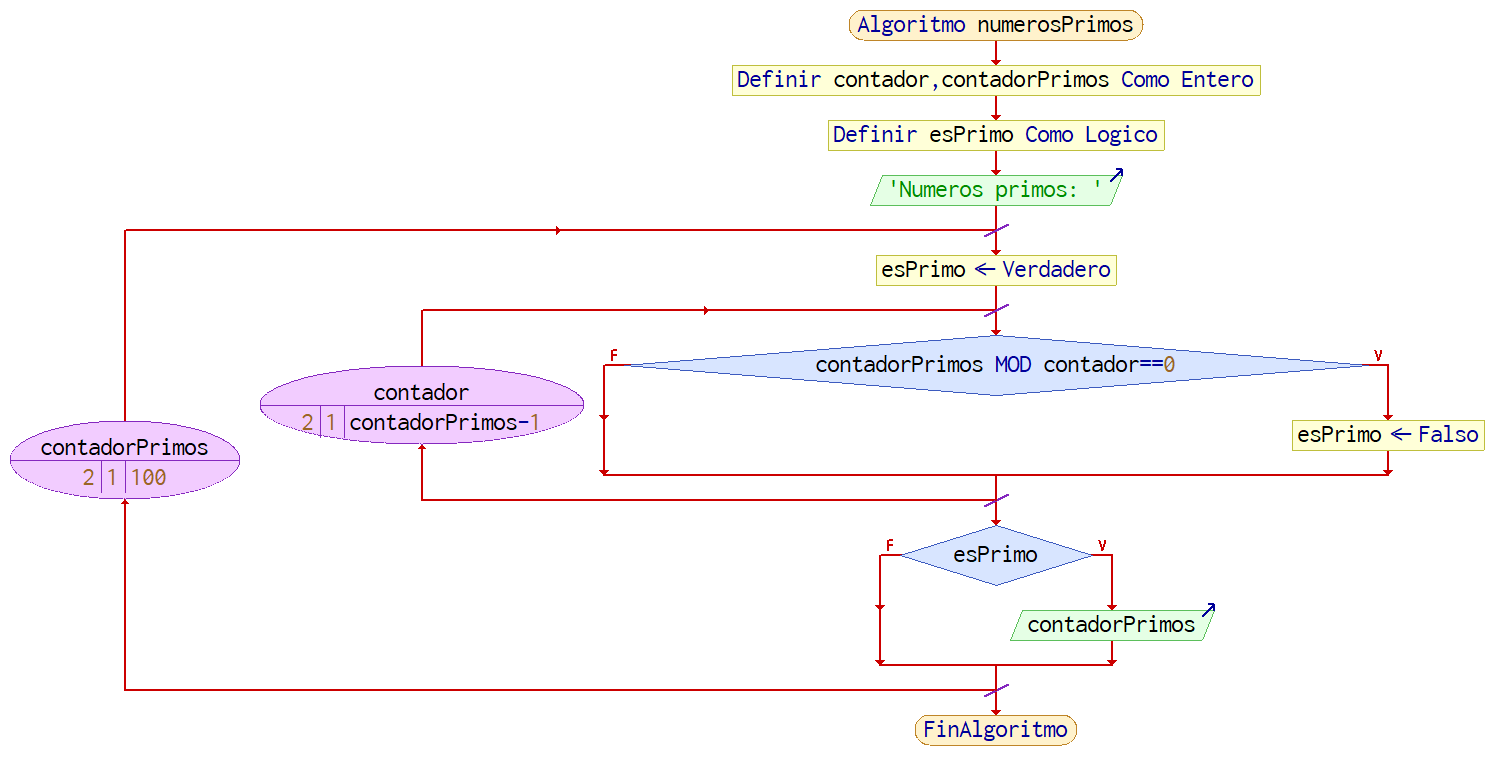 Algoritmo numerosPrimos
Definir contador,contadorPrimos Como Entero
Definir esPrimo Como Logico
'Numeros primos: '
esPrimo ← Verdadero
F
V
contadorPrimos MOD contador==0
contador
2 1 contadorPrimos-1
esPrimo ← Falso
contadorPrimos
2 1 100
F
V
esPrimo
contadorPrimos
FinAlgoritmo